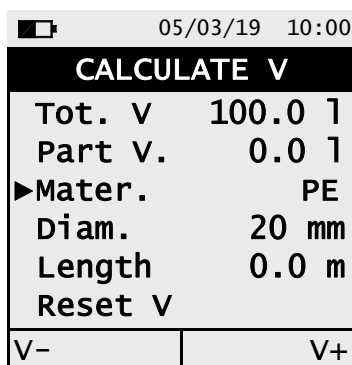 05/03/19 10:00
CALCULATE V
Tot. V 100.0 l
Part V. 0.0 l
►Mater. PE
Diam. 20 mm
Length 0.0 m
Reset V
V- V+